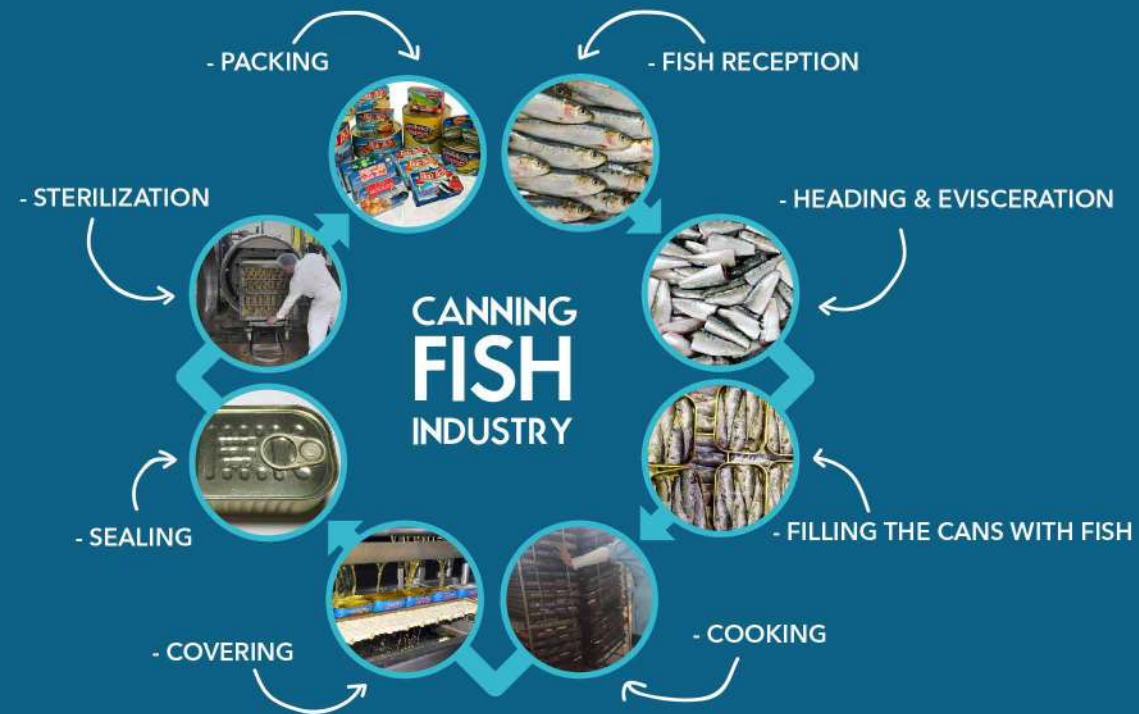 - PACKING
- FISH RECEPTION
- STERILIZATION
- HEADING & EVISCERATION
CANNING
FISH
INDUSTRY
- SEALING
- FILLING THE CANS WITH FISH
- COVERING
- COOKING